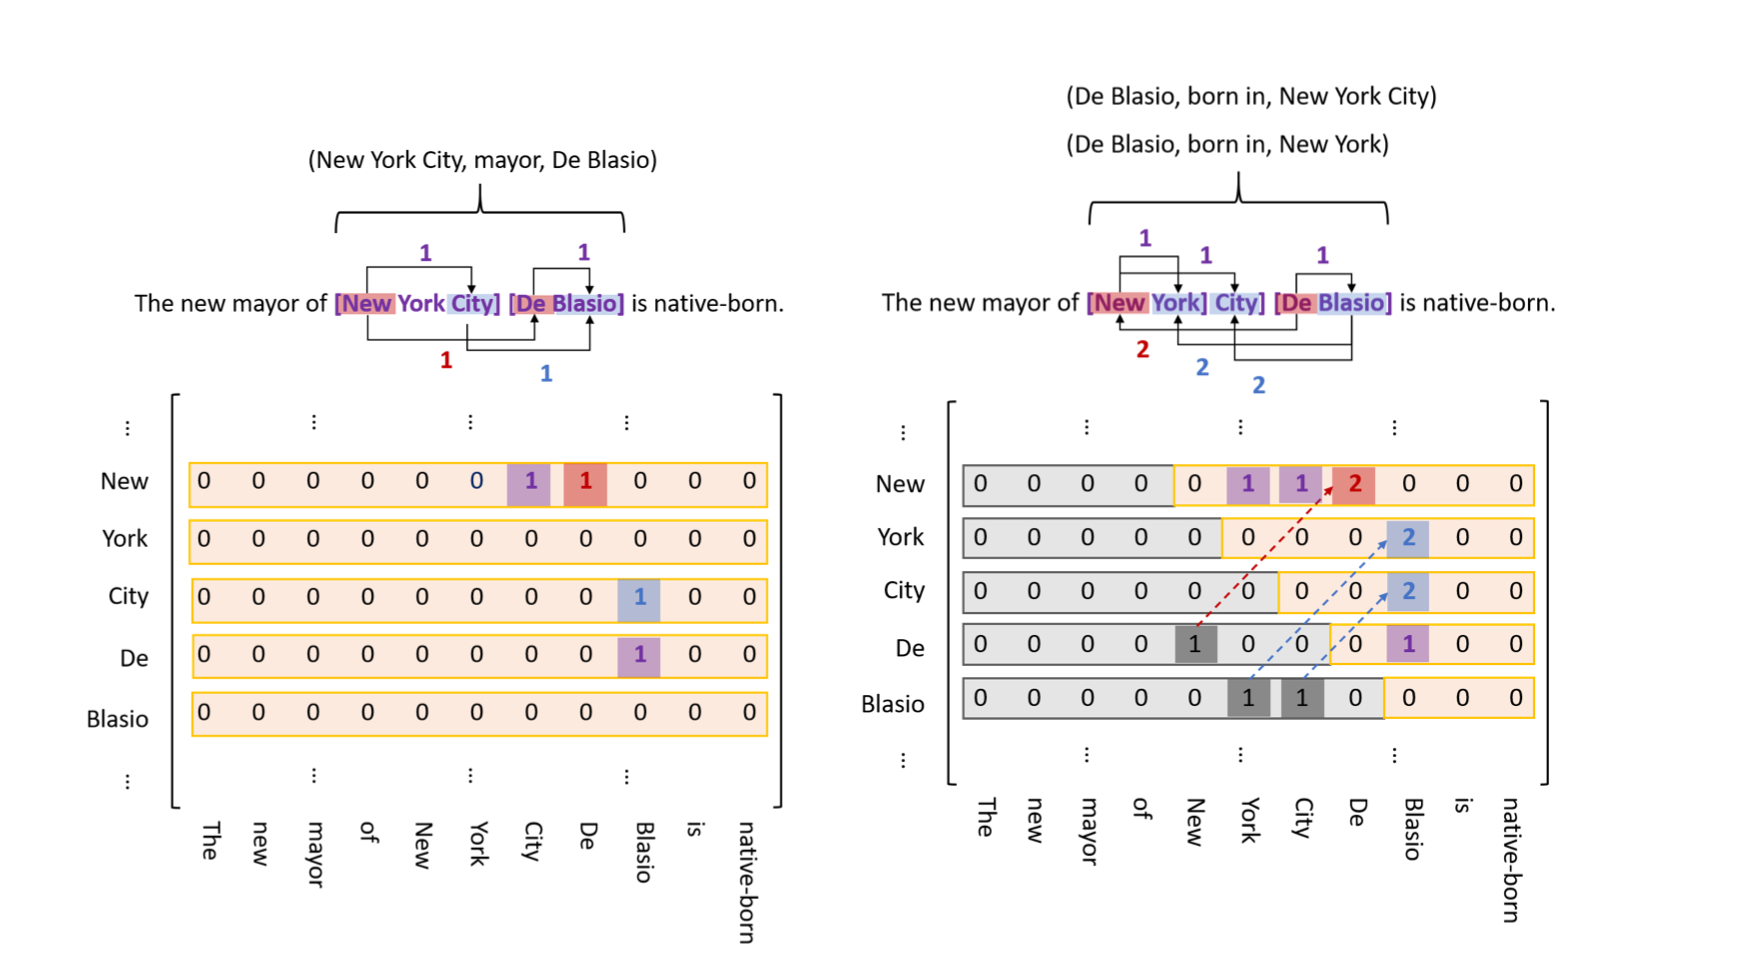 (New York City, mayor, De Blasio)
1 1
The new mayor of [New York City] [De Blasio] is native-born.
1
1
⋮ ⋮ ⋮ ⋮
New 0 0 0 0 0 0 1 1 0 0 0
York 0 0 0 0 0 0 0 0 0 0 0
City 0 0 0 0 0 0 0 0 1 0 0
De 0 0 0 0 0 0 0 0 1 0 0
Blasio 0 0 0 0 0 0 0 0 0 0 0
⋮ ⋮ ⋮ ⋮
The new mayor of New York City De Blasio is native-born
(De Blasio, born in, New York City)
(De Blasio, born in, New York)
1 1 1
The new mayor of [New York] City] [De Blasio] is native-born.
2
2
2
⋮ ⋮ ⋮ ⋮
New 0 0 0 0 0 1 1 2 0 0 0
York 0 0 0 0 0 0 0 0 2 0 0
City 0 0 0 0 0 0 0 0 2 0 0
De 0 0 0 0 1 0 0 0 1 0 0
Blasio 0 0 0 0 0 1 1 0 0 0 0
⋮ ⋮ ⋮ ⋮
The new mayor of New York City De Blasio is native-born